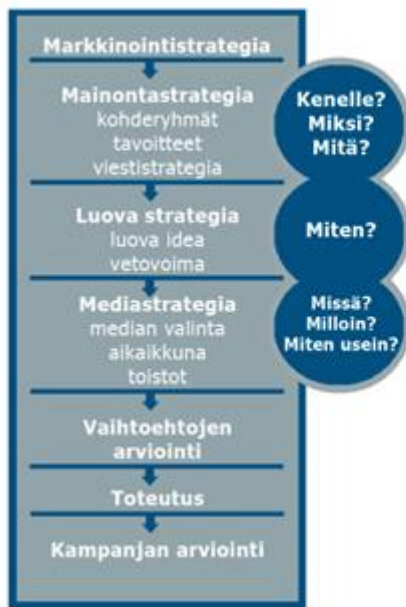 Markkinointistrategia
Mainontastrategia
kohderyhmät
tavoitteet
viestistrategia
Kenelle?
Miksi?
Mitä?
Luova strategia
luova idea
vetovoima
Miten?
Mediastrategia
median valinta
aikaikkuna
toistot
Missä?
Milloin?
Miten usein?
Vaihtoehtojen
arviointi
Toteutus
Kampanjan arviointi